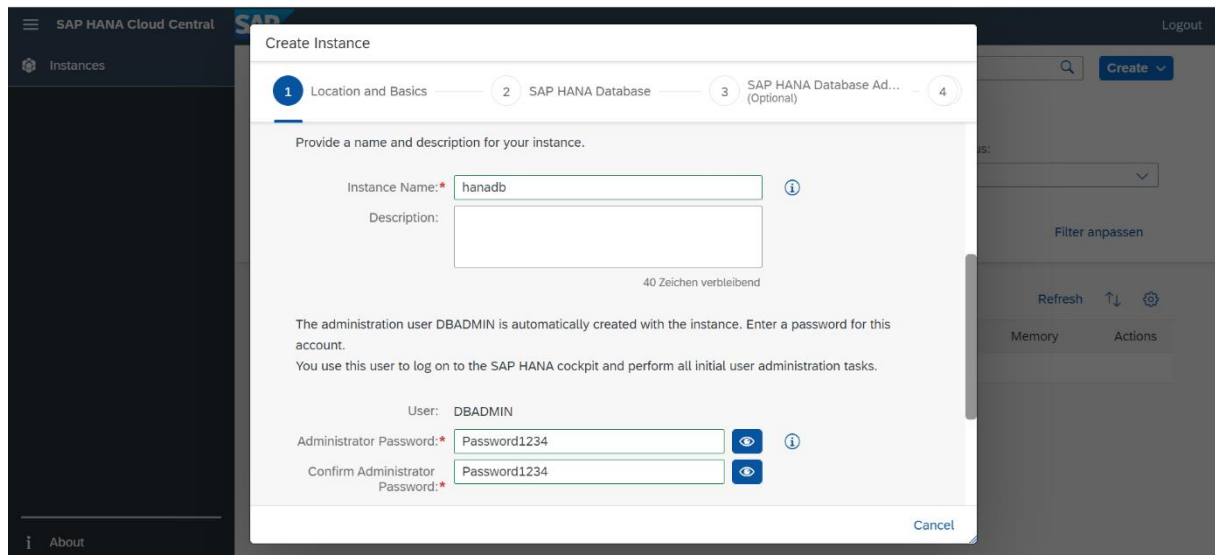 SAP HANA Cloud Central
SAP
Logout
Instances
Create
Create Instance
1 Location and Basics
2 SAP HANA Database
3 SAP HANA Database Ad...
(Optional)
4
Provide a name and description for your instance.
Instance Name:* hanadb
Description:
40 Zeichen verbleibend
The administration user DBADMIN is automatically created with the instance. Enter a password for this
account.
You use this user to log on to the SAP HANA cockpit and perform all initial user administration tasks.
User: DBADMIN
Administrator Password:* Password1234
Confirm Administrator
Password:* Password1234
Cancel
us:
Filter anpassen
Refresh
Memory
Actions
About